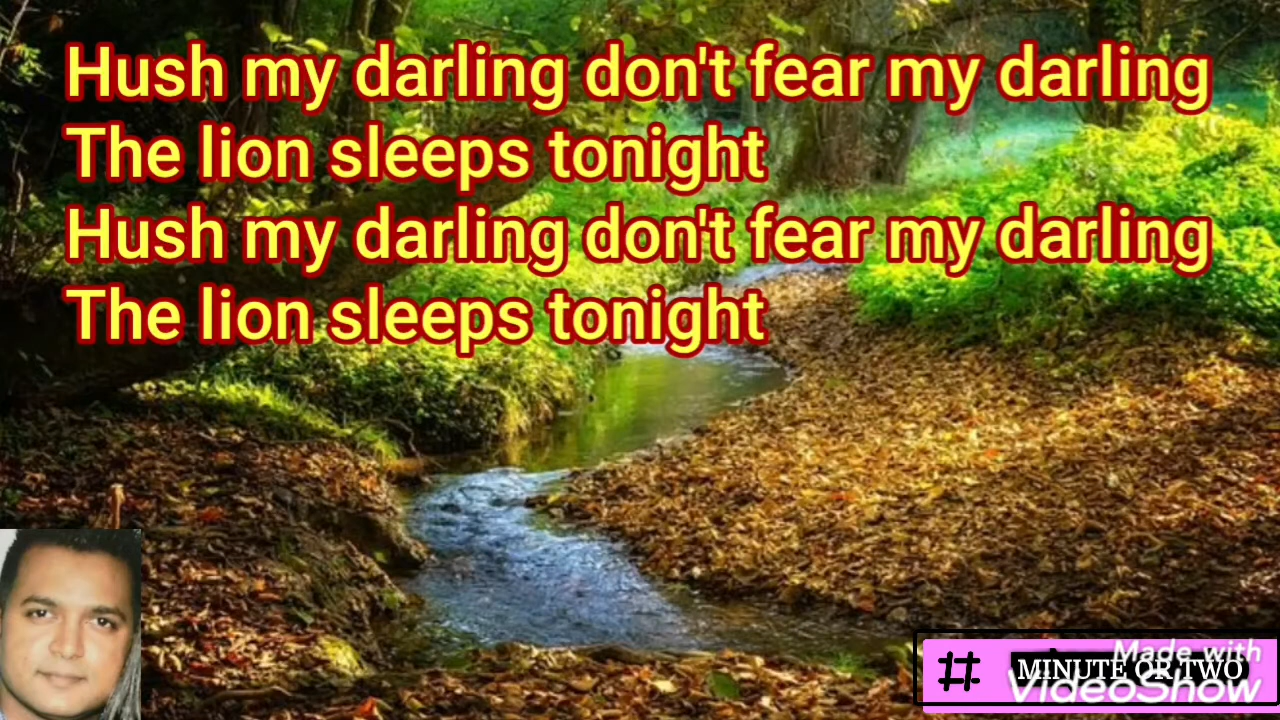 Hush my darling don't fear my darling
The lion sleeps tonight
Hush my darling don't fear my darling
The lion sleeps tonight
Made with
# MINUTE OR TWO
VideoShow